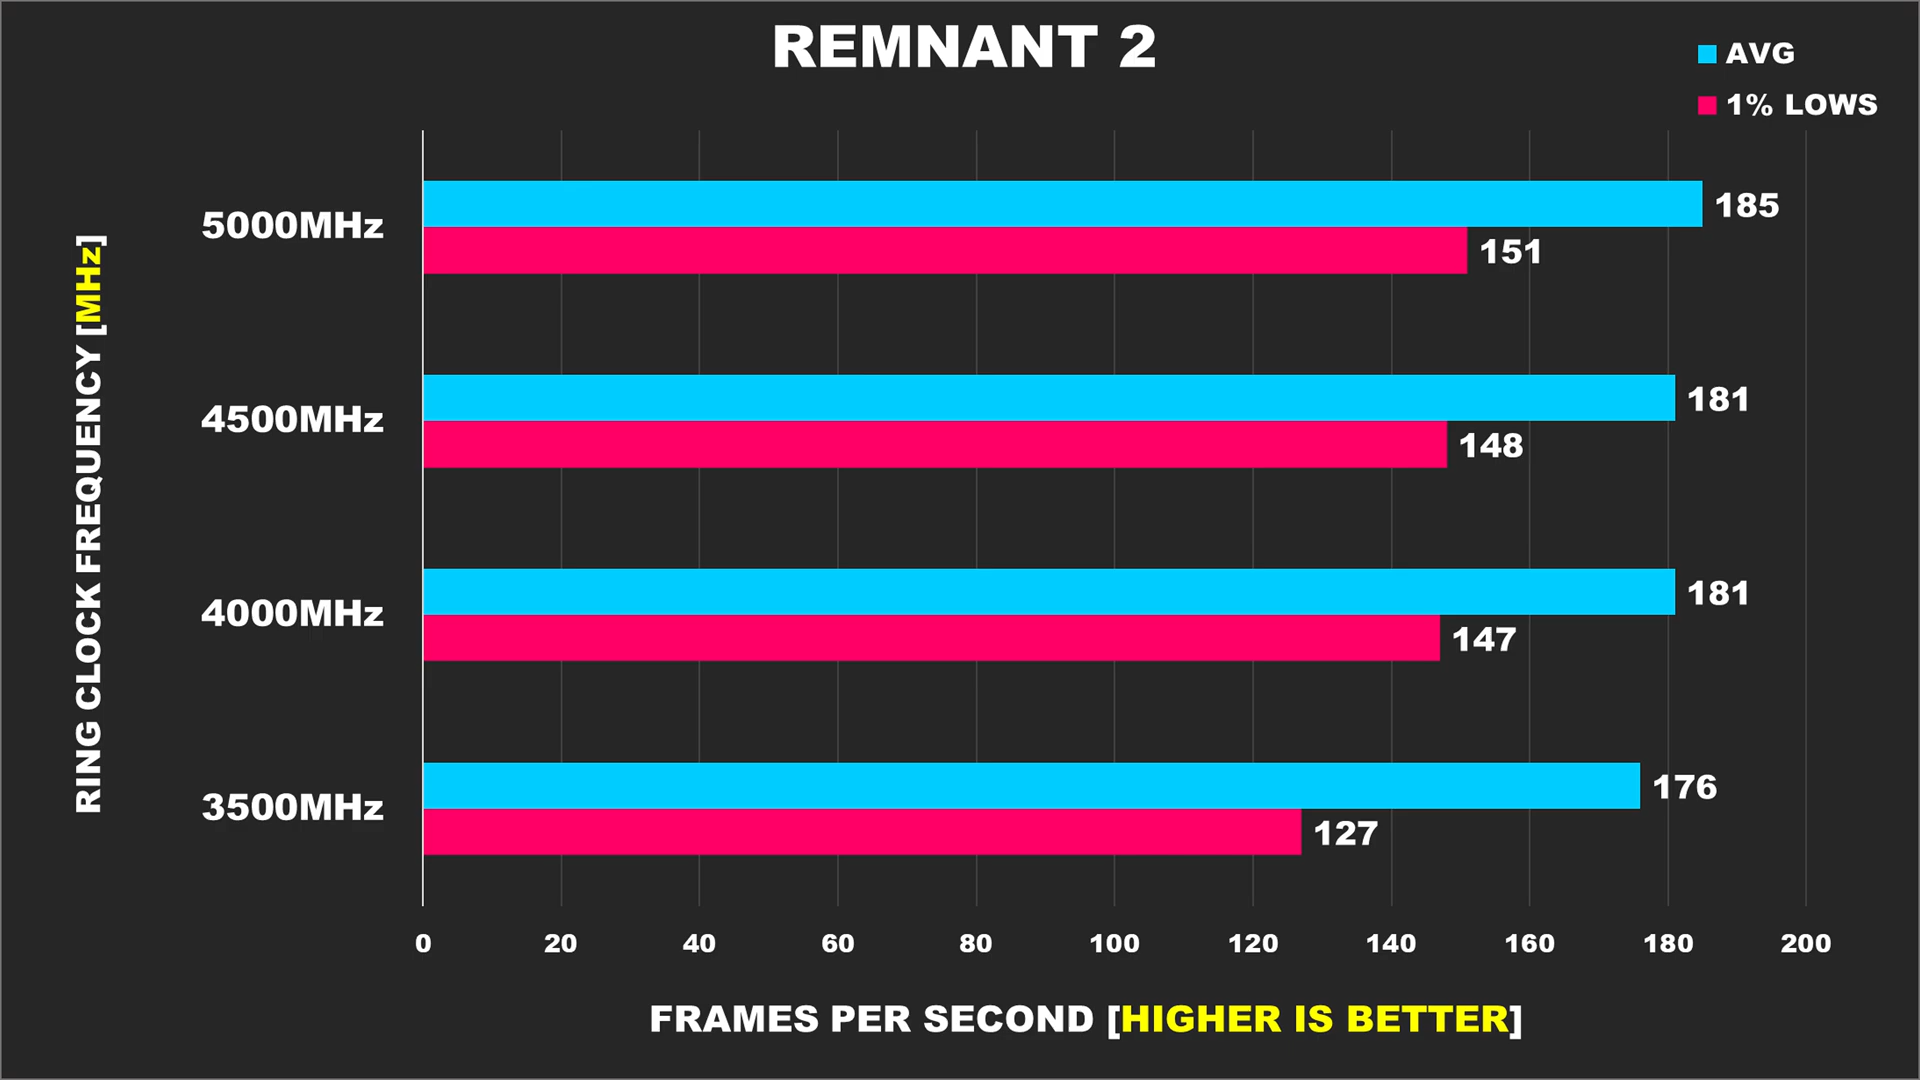 REMNANT 2
AVG
1% LOWS
RING CLOCK FREQUENCY [MHz]
5000MHz
185
151
4500MHz
181
148
4000MHz
181
147
3500MHz
176
127
0 20 40 60 80 100 120 140 160 180 200
FRAMES PER SECOND [HIGHER IS BETTER]